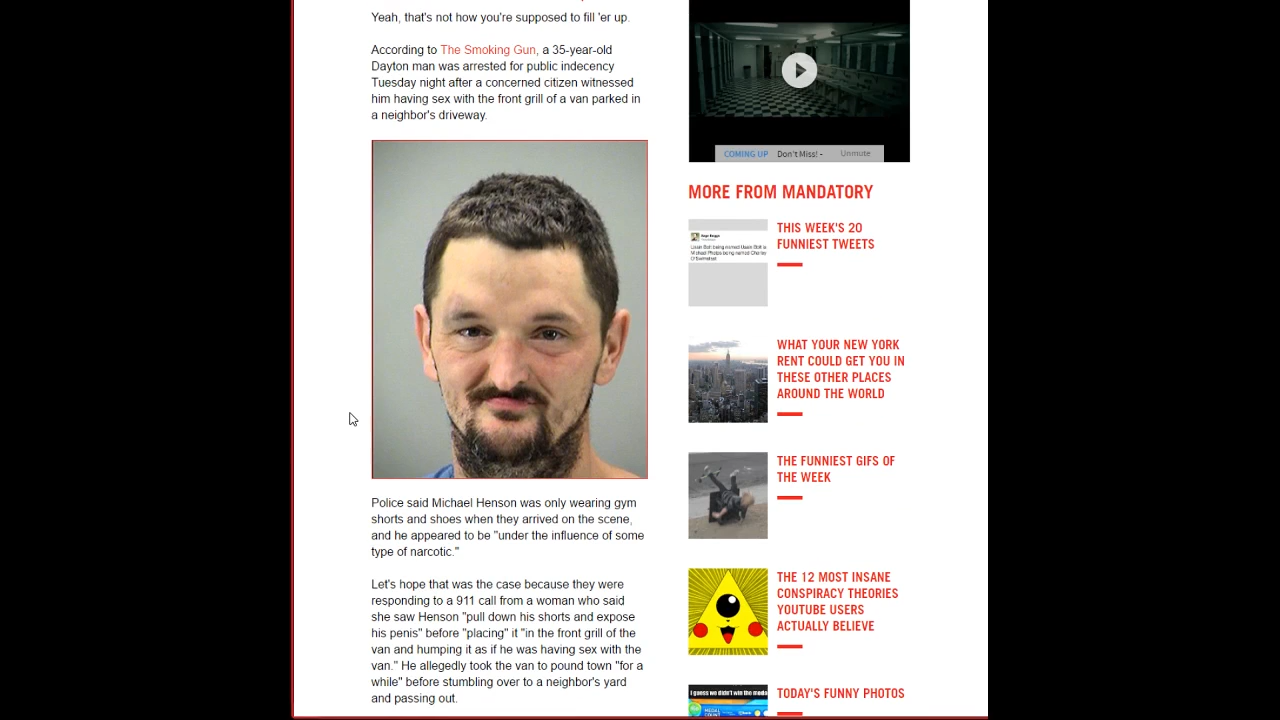 Yeah, that's not how you're supposed to fill 'er up.
According to The Smoking Gun, a 35-year-old
Dayton man was arrested for public indecency
Tuesday night after a concerned citizen witnessed
him having sex with the front grill of a van parked in
a neighbor's driveway.
Police said Michael Henson was only wearing gym
shorts and shoes when they arrived on the scene,
and he appeared to be "under the influence of some
type of narcotic."
Let's hope that was the case because they were
responding to a 911 call from a woman who said
she saw Henson "pull down his shorts and expose
his penis" before "placing" it "in the front grill of the
van and humping it as if he was having sex with the
van." He allegedly took the van to pound town "for a
while" before stumbling over to a neighbor's yard
and passing out.
COMING UP Don't Miss! - Unmute
MORE FROM MANDATORY
THIS WEEK'S 20
FUNNIEST TWEETS
WHAT YOUR NEW YORK
RENT COULD GET YOU IN
THESE OTHER PLACES
AROUND THE WORLD
THE FUNNIEST GIFS OF
THE WEEK
THE 12 MOST INSANE
CONSPIRACY THEORIES
YOUTUBE USERS
ACTUALLY BELIEVE
I guess we didn't win the
TODAY'S FUNNY PHOTOS